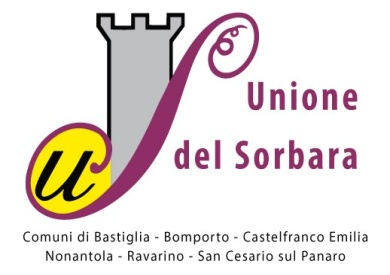 u
Unione
del Sorbara
Comuni di Bastiglia - Bomporto - Castelfranco Emilia
Nonantola - Ravarino - San Cesario sul Panaro